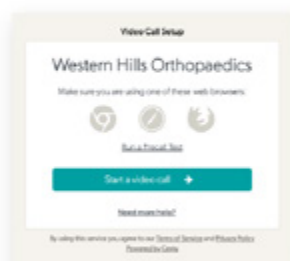 Video Call Setup
Western Hills Orthopaedics
Make sure you are using one of these web browsers:
Run a Precall Test
Start a video call
Need more help?
By using this service you agree to our Terms of Service and Privacy Policy
Powered by Coviu